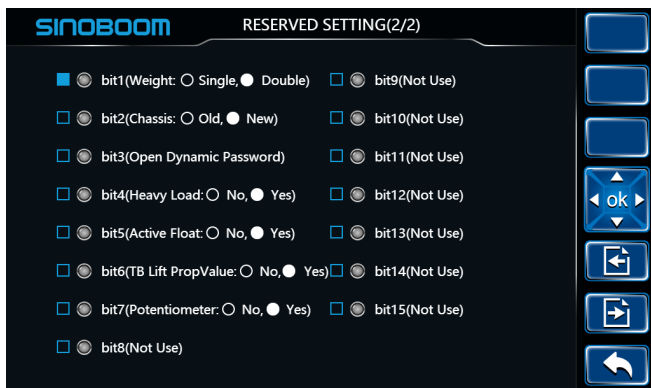 SINOBOOM
RESERVED SETTING(2/2)
bit1(Weight: Single, Double)
bit2(Chassis: Old, New)
bit3(Open Dynamic Password)
bit4(Heavy Load: No, Yes)
bit5(Active Float: No, Yes)
bit6(TB Lift PropValue: No, Yes)
bit7(Potentiometer: No, Yes)
bit8(Not Use)
bit9(Not Use)
bit10(Not Use)
bit11(Not Use)
bit12(Not Use)
bit13(Not Use)
bit14(Not Use)
bit15(Not Use)
ok